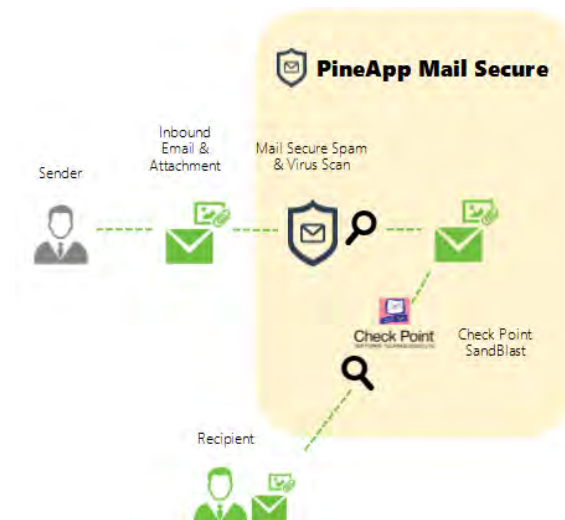 PineApp Mail Secure
Inbound
Email &
Attachment
Mail Secure Spam
& Virus Scan
Sender
Check Point
Check Point
SandBlast
Recipient